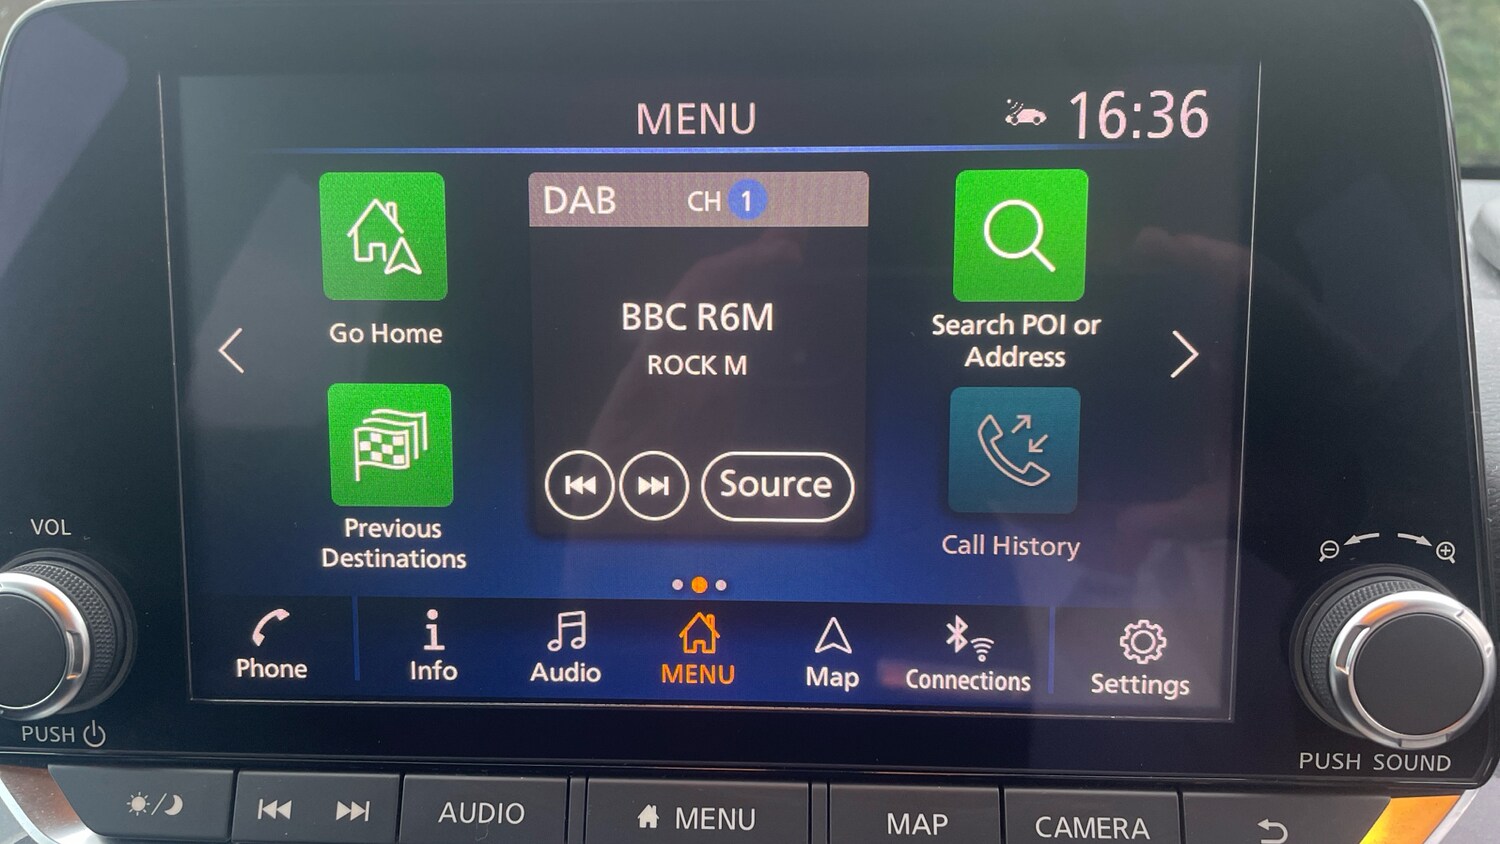 MENU
16:36
DAB CH 1
Go Home
BBC R6M
ROCK M
Search POI or
Address
Previous
Destinations
Source
Call History
Phone
Info
Audio
MENU
Map
Connections
Settings
VOL
PUSH
PUSH SOUND
AUDIO
MENU
MAP
CAMERA